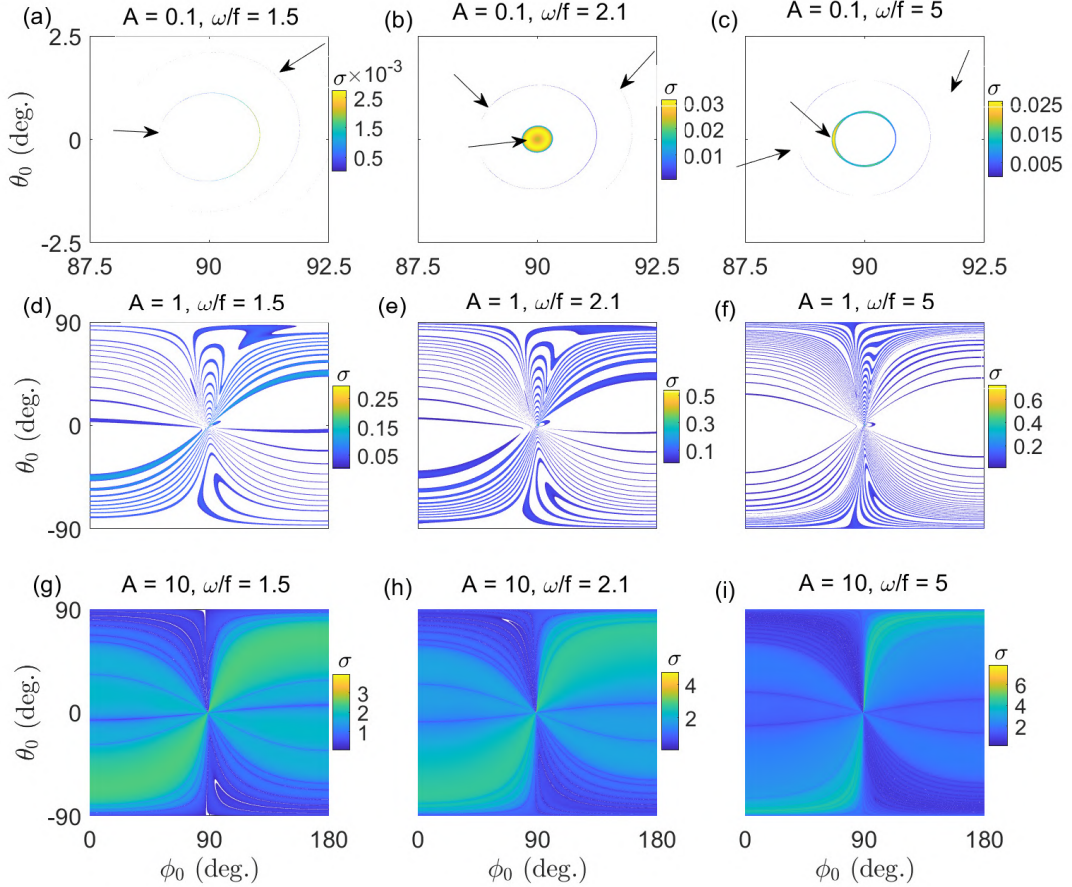 (a) A = 0.1, ω/f = 1.5
(b) A = 0.1, ω/f = 2.1
(c) A = 0.1, ω/f = 5
2.5
0
-2.5
θ₀ (deg.)
σ×10⁻³
2.5
1.5
0.5
σ
0.03
0.02
0.01
σ
0.025
0.015
0.005
87.5 90 92.5
87.5 90 92.5
87.5 90 92.5
(d) A = 1, ω/f = 1.5
(e) A = 1, ω/f = 2.1
(f) A = 1, ω/f = 5
90
0
-90
θ₀ (deg.)
σ
0.25
0.15
0.05
σ
0.5
0.3
0.1
σ
0.6
0.4
0.2
(g) A = 10, ω/f = 1.5
(h) A = 10, ω/f = 2.1
(i) A = 10, ω/f = 5
90
0
-90
θ₀ (deg.)
σ
3
2
1
σ
4
2
σ
6
4
2
0 90 180
0 90 180
0 90 180
ϕ₀ (deg.)
ϕ₀ (deg.)
ϕ₀ (deg.)